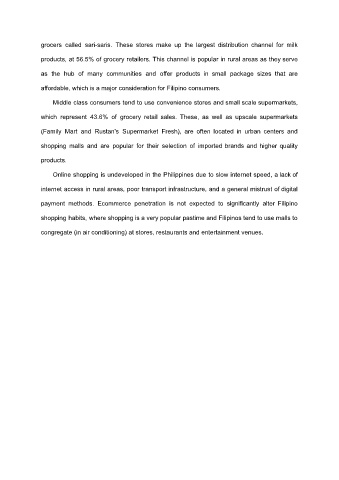 grocers called sari-saris. These stores make up the largest distribution channel for milk
products, at 56.5% of grocery retailers. This channel is popular in rural areas as they serve
as the hub of many communities and offer products in small package sizes that are
affordable, which is a major consideration for Filipino consumers.
Middle class consumers tend to use convenience stores and small scale supermarkets,
which represent 43.6% of grocery retail sales. These, as well as upscale supermarkets
(Family Mart and Rustan's Supermarket Fresh), are often located in urban centers and
shopping malls and are popular for their selection of imported brands and higher quality
products.
Online shopping is undeveloped in the Philippines due to slow internet speed, a lack of
internet access in rural areas, poor transport infrastructure, and a general mistrust of digital
payment methods. Ecommerce penetration is not expected to significantly alter Filipino
shopping habits, where shopping is a very popular pastime and Filipinos tend to use malls to
congregate (in air conditioning) at stores, restaurants and entertainment venues.